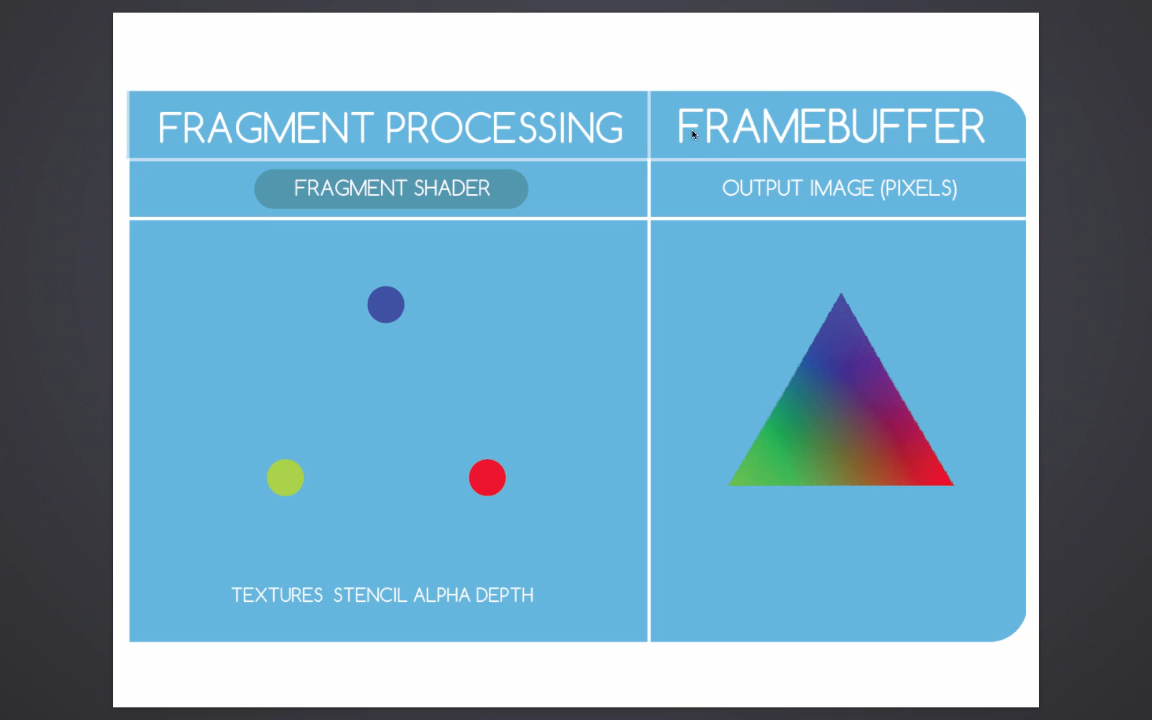 FRAGMENT PROCESSING
FRAMEBUFFER
FRAGMENT SHADER
OUTPUT IMAGE (PIXELS)
TEXTURES STENCIL ALPHA DEPTH